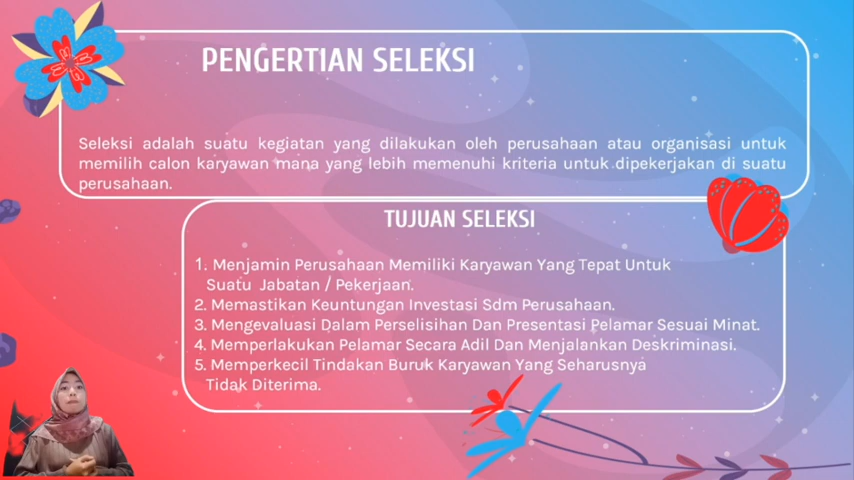 PENGERTIAN SELEKSI
Seleksi adalah suatu kegiatan yang dilakukan oleh perusahaan atau organisasi untuk
memilih calon karyawan mana yang lebih memenuhi kriteria untuk dipekerjakan di suatu
perusahaan.
TUJUAN SELEKSI
1. Menjamin Perusahaan Memiliki Karyawan Yang Tepat Untuk
Suatu Jabatan / Pekerjaan.
2. Memastikan Keuntungan Investasi Sdm Perusahaan.
3. Mengevaluasi Dalam Perselisihan Dan Presentasi Pelamar Sesuai Minat.
4. Memperlakukan Pelamar Secara Adil Dan Menjalankan Deskriminasi.
5. Memperkecil Tindakan Buruk Karyawan Yang Seharusnya
Tidak Diterima.